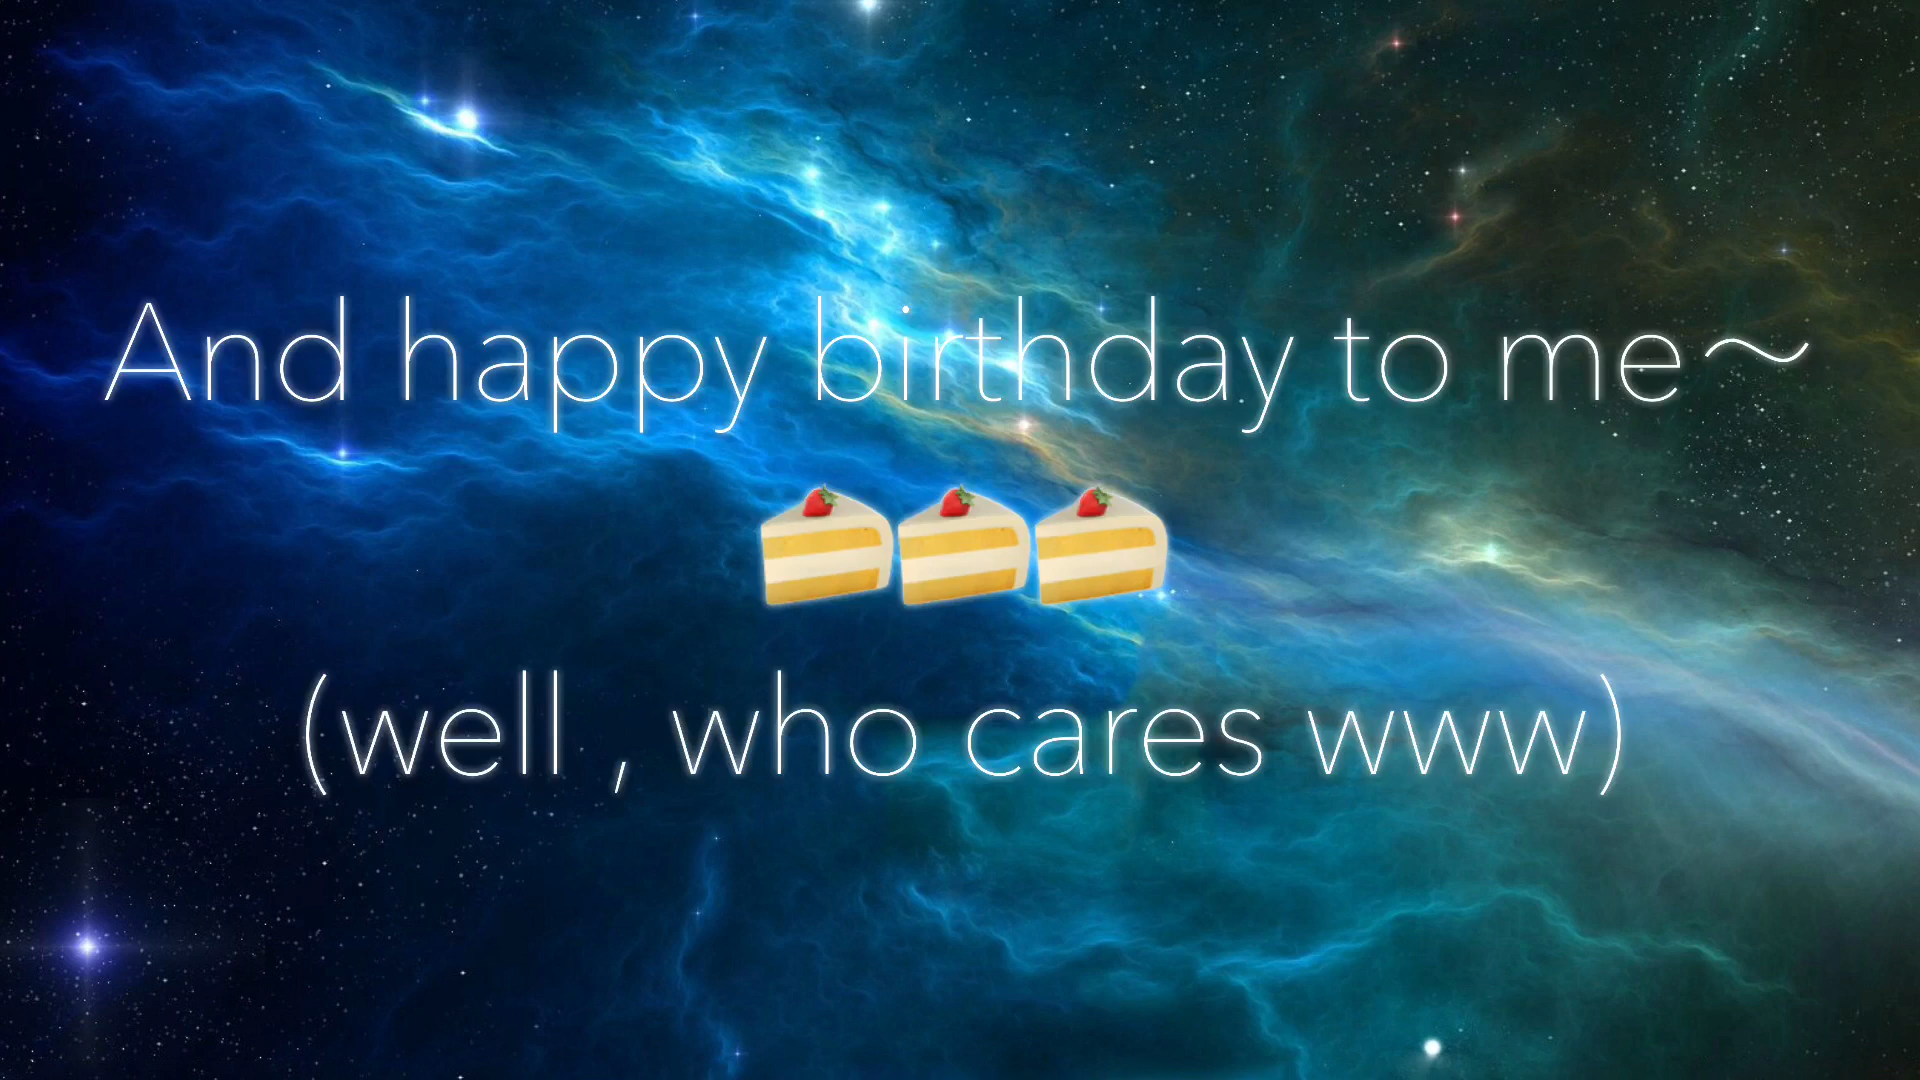 And happy birthday to me～
🍰🍰🍰
(well , who cares www)